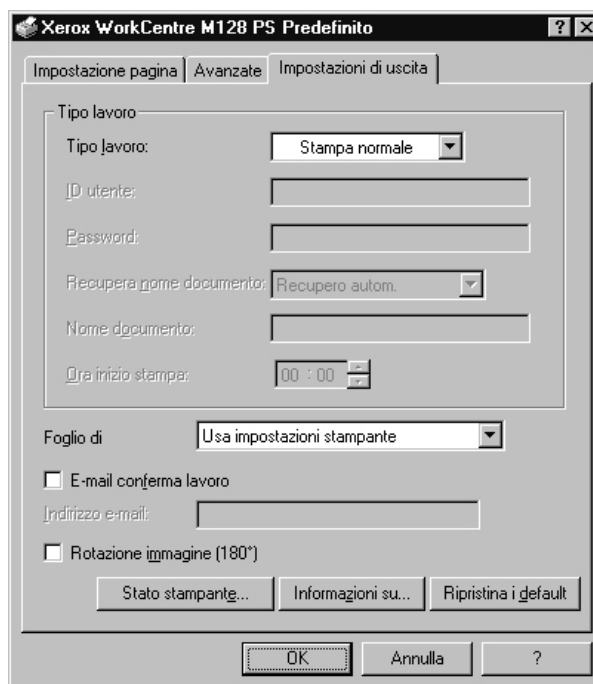 Xerox WorkCentre M128 PS Predefinito
Impostazione pagina Avanzate Impostazioni di uscita
Tipo lavoro
Tipo lavoro: Stampa normale
ID utente:
Password:
Recupera nome documento: Recupero autom.
Nome documento:
Ora inizio stampa: 00 : 00
Foglio di Usa impostazioni stampante
E-mail conferma lavoro
Indirizzo e-mail:
Rotazione immagine (180°)
Stato stampante... Informazioni su... Ripristina i default
OK Annulla ?